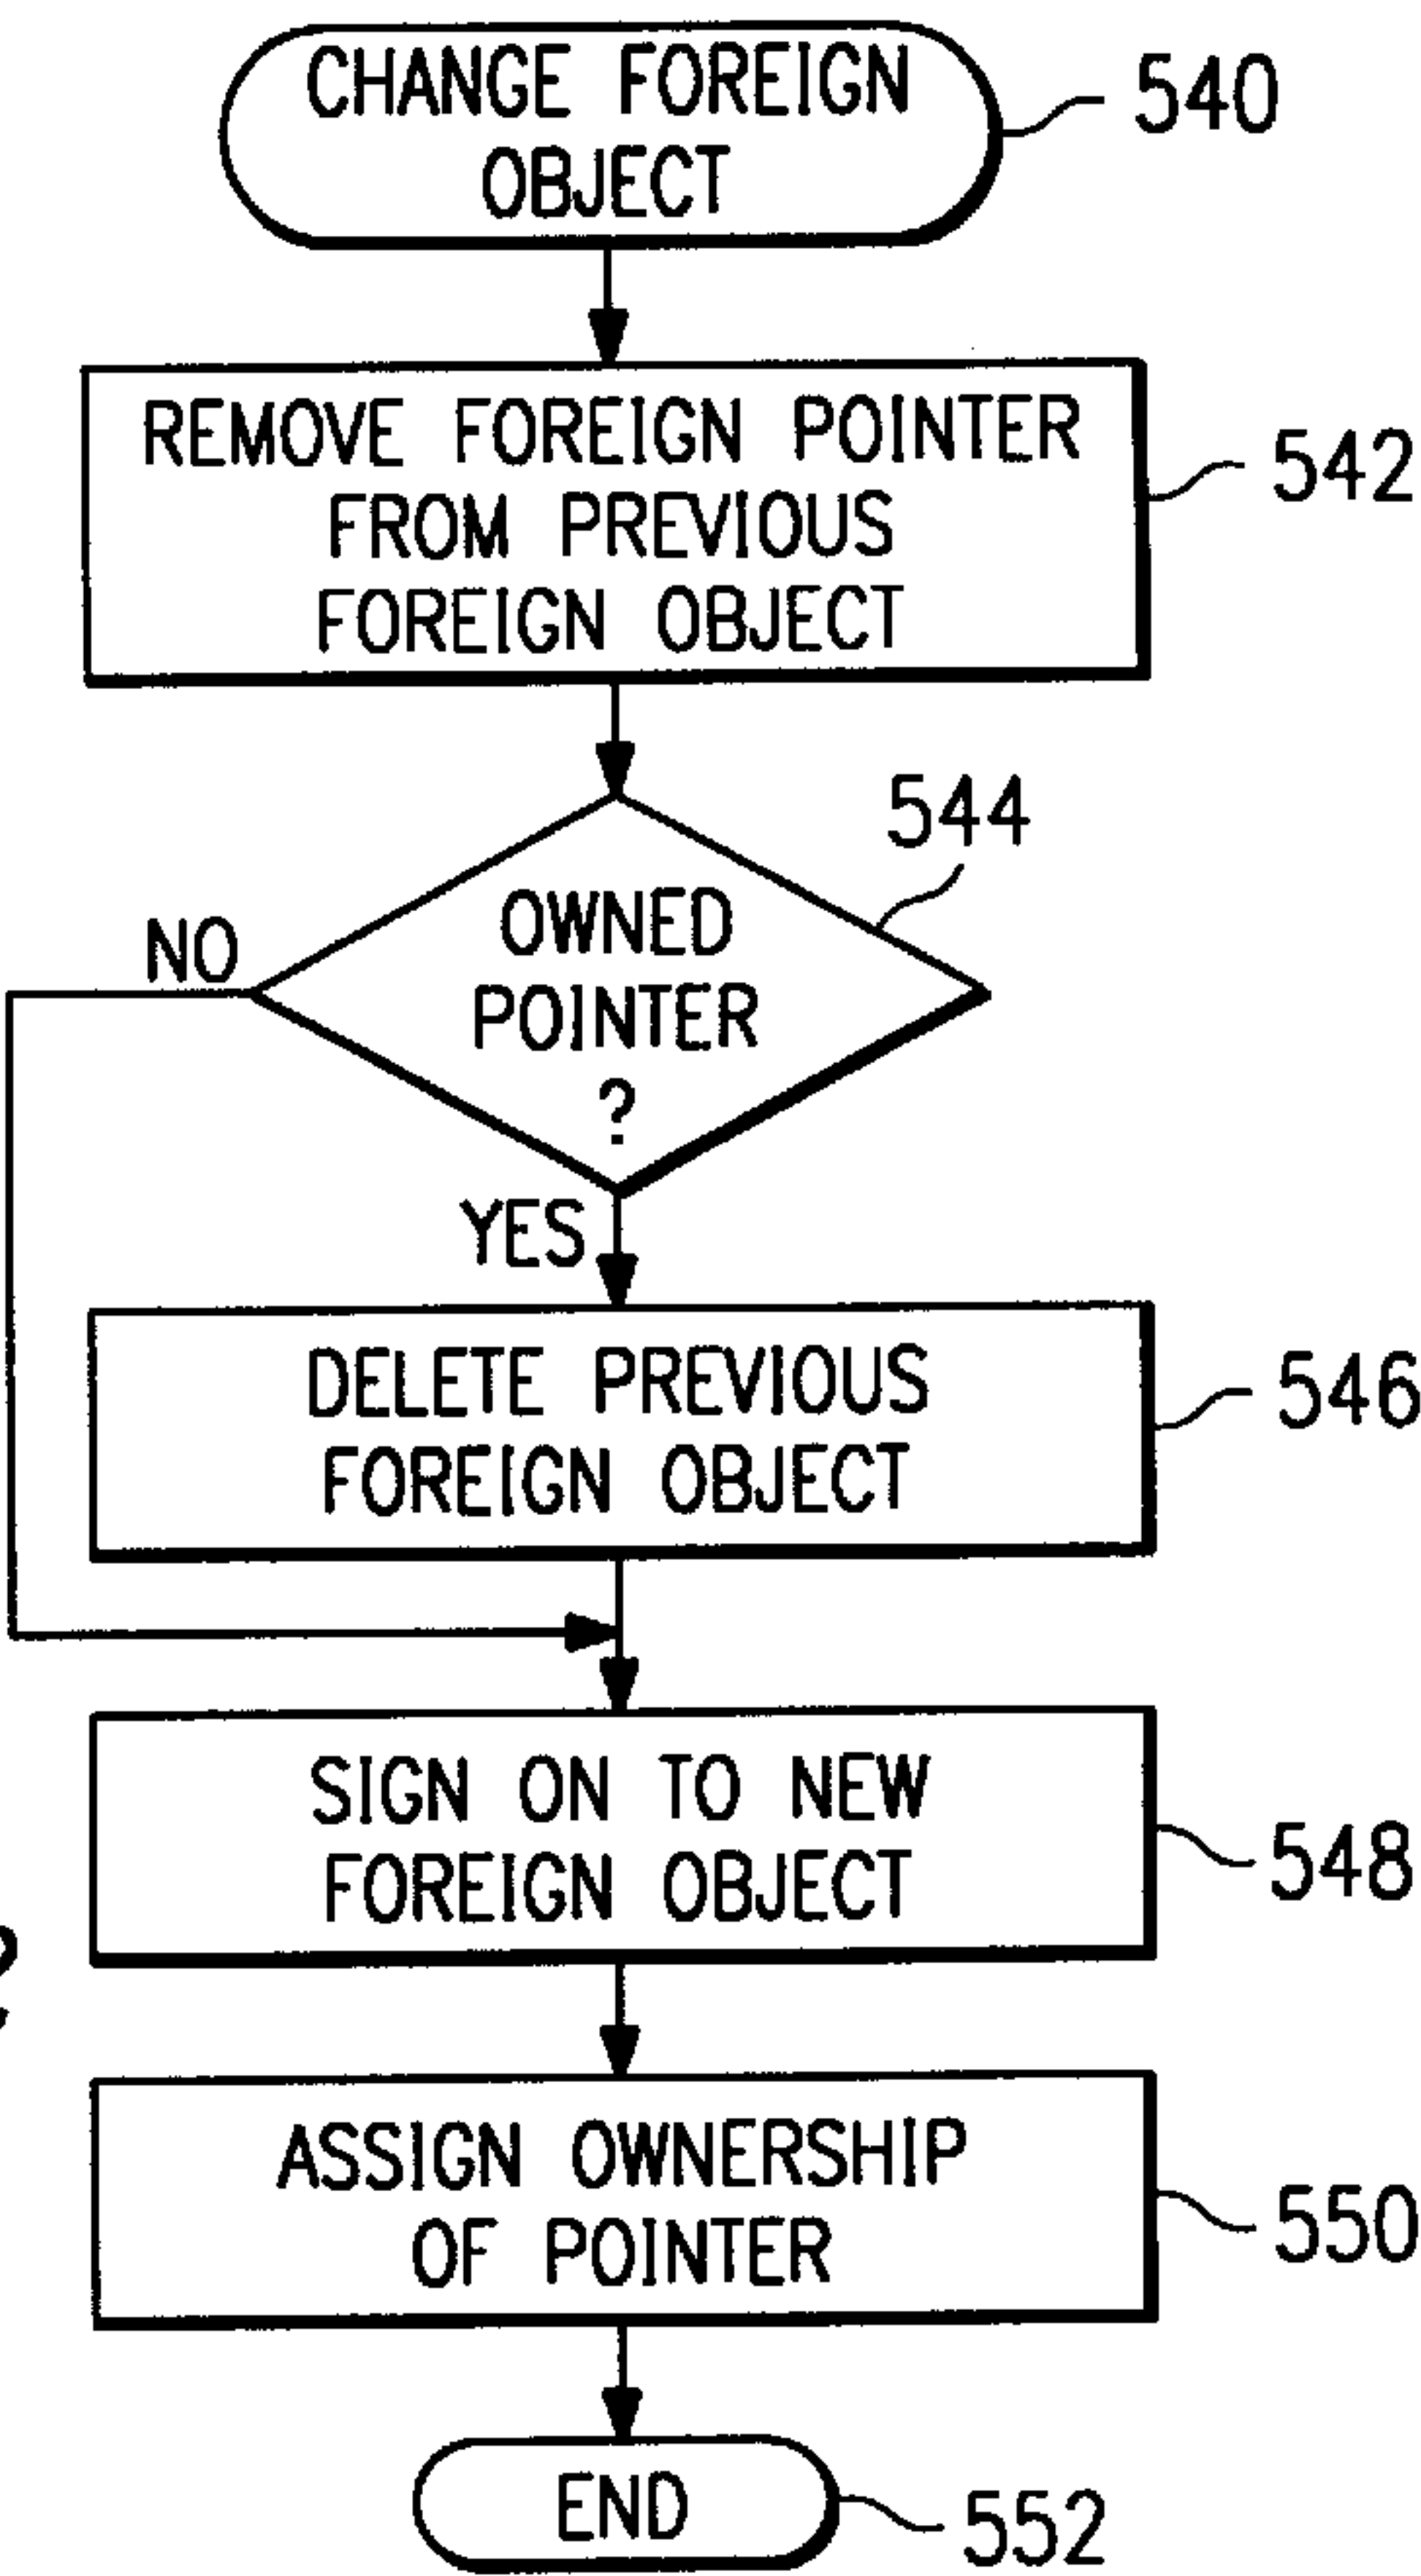 CHANGE FOREIGN
OBJECT
540
REMOVE FOREIGN POINTER
FROM PREVIOUS
FOREIGN OBJECT
542
544
OWNED
POINTER
?
NO
YES
DELETE PREVIOUS
FOREIGN OBJECT
546
SIGN ON TO NEW
FOREIGN OBJECT
548
ASSIGN OWNERSHIP
OF POINTER
550
END
552